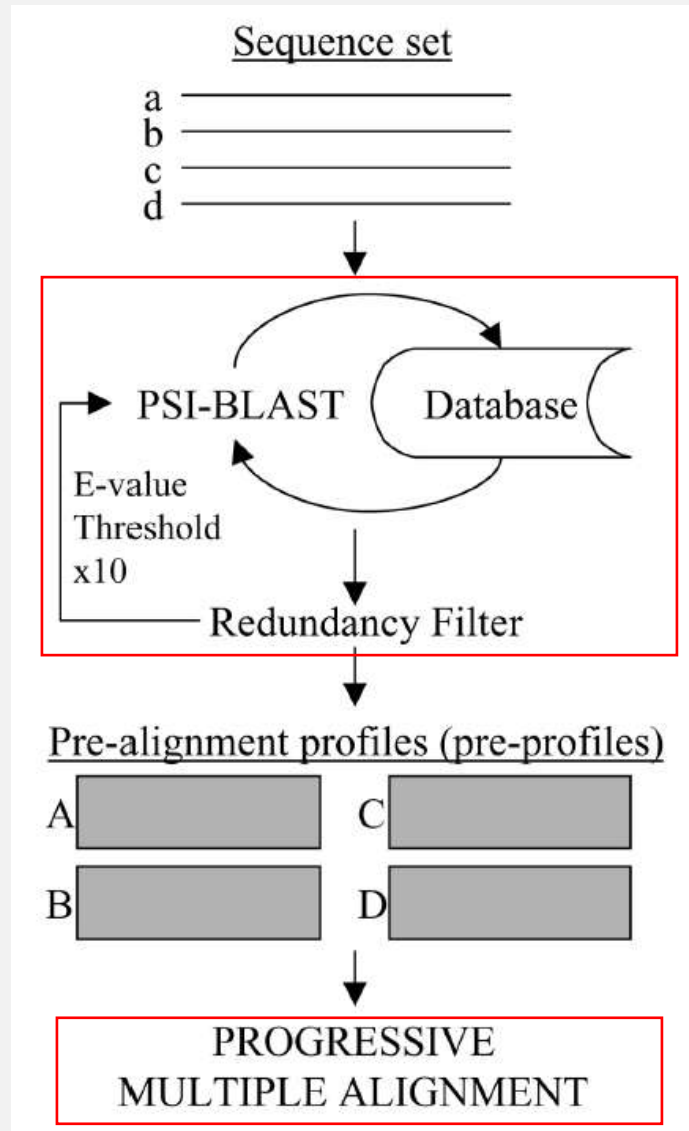 Sequence set
a
b
c
d
PSI-BLAST
Database
E-value
Threshold
x10
Redundancy Filter
Pre-alignment profiles (pre-profiles)
A
C
B
D
PROGRESSIVE
MULTIPLE ALIGNMENT